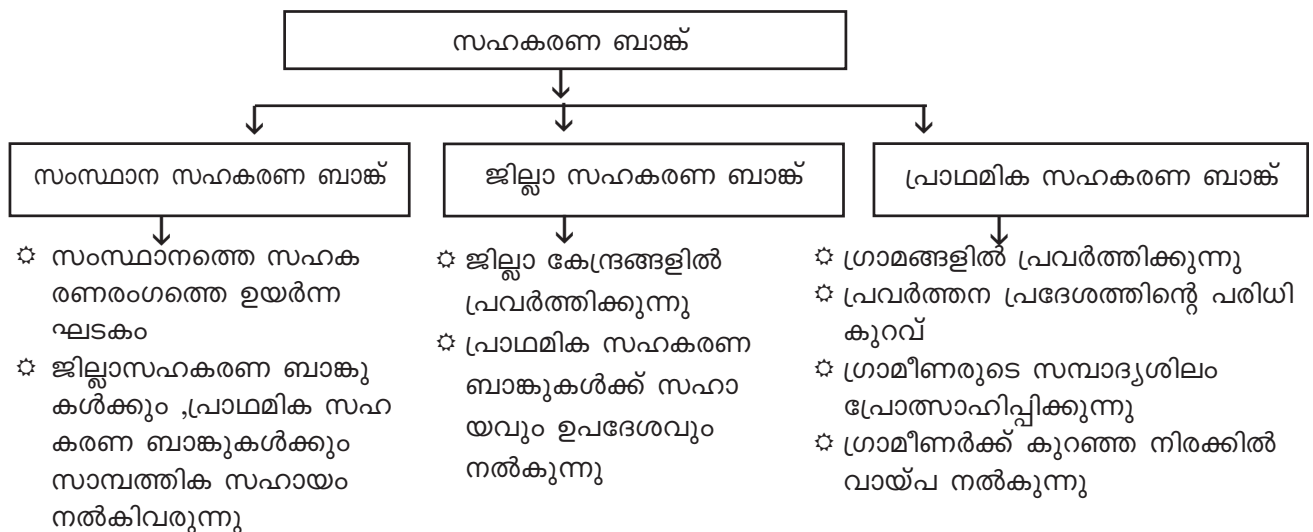 സഹകരണ ബാങ്ക്
സംസ്ഥാന സഹകരണ ബാങ്ക്
ജില്ലാ സഹകരണ ബാങ്ക്
പ്രാഥമിക സഹകരണ ബാങ്ക്
☼ സംസ്ഥാനത്തെ സഹക
രണരംഗത്തെ ഉയർന്ന
ഘടകം
☼ ജില്ലാസഹകരണ ബാങ്കു
കൾക്കും ,പ്രാഥമിക സഹ
കരണ ബാങ്കുകൾക്കും
സാമ്പത്തിക സഹായം
നൽകിവരുന്നു
☼ ജില്ലാ കേന്ദ്രങ്ങളിൽ
പ്രവർത്തിക്കുന്നു
☼ പ്രാഥമിക സഹകരണ
ബാങ്കുകൾക്ക് സഹാ
യവും ഉപദേശവും
നൽകുന്നു
☼ ഗ്രാമങ്ങളിൽ പ്രവർത്തിക്കുന്നു
☼ പ്രവർത്തന പ്രദേശത്തിന്റെ പരിധി
കുറവ്
☼ ഗ്രാമീണരുടെ സമ്പാദ്യശിലം
പ്രോത്സാഹിപ്പിക്കുന്നു
☼ ഗ്രാമീണർക്ക് കുറഞ്ഞ നിരക്കിൽ
വായ്പ നൽകുന്നു